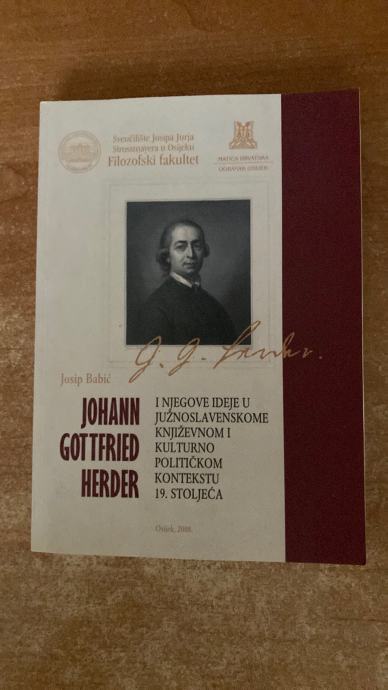 Sveučilište Josipa Jurja
Strossmayera u Osijeku
Filozofski fakultet
MATICA HRVATSKA
OGRANAK OSIJEK
J. G. Herder.
Josip Babić
JOHANN
GOTTFRIED
HERDER
I NJEGOVE IDEJE U
JUŽNOSLAVENSKOME
KNJIŽEVNOM I
KULTURNO
POLITIČKOM
KONTEKSTU
19. STOLJEĆA
Osijek, 2008.